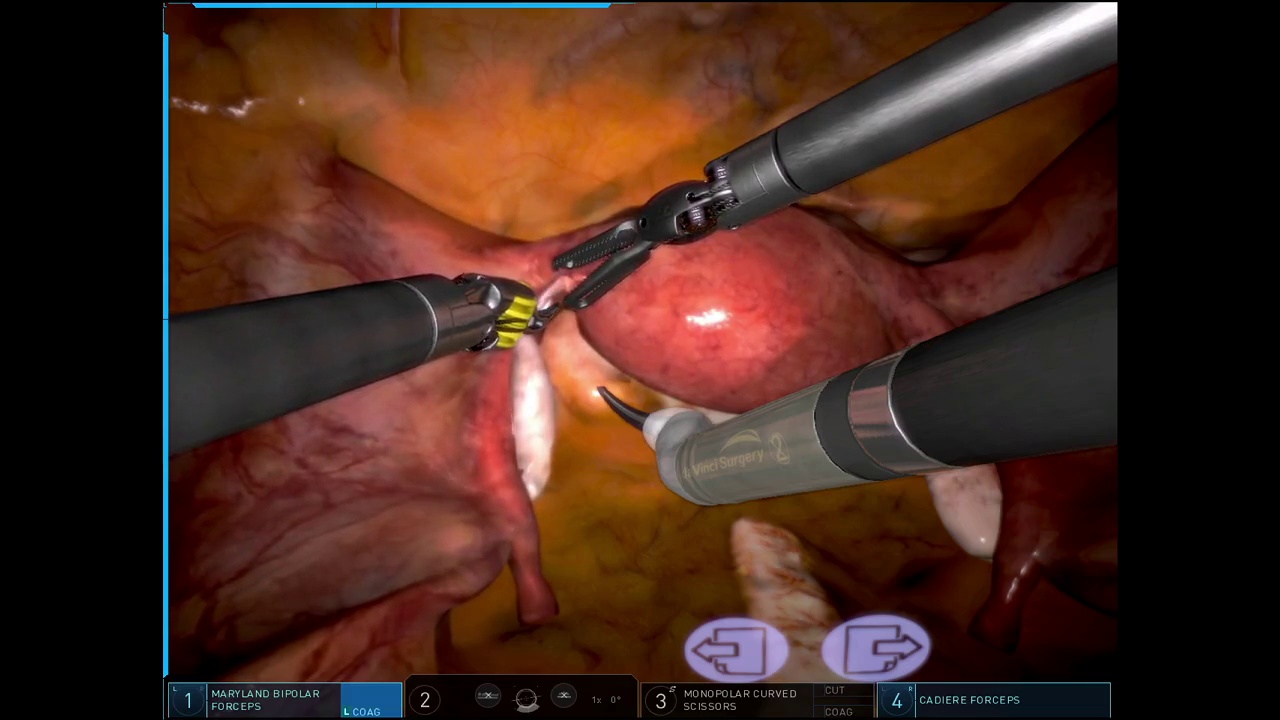 da Vinci Surgery
L
1
MARYLAND BIPOLAR
FORCEPS
L COAG
2
1x 0°
3
S
MONOPOLAR CURVED
SCISSORS
CUT
COAG
4
R
CADIERE FORCEPS